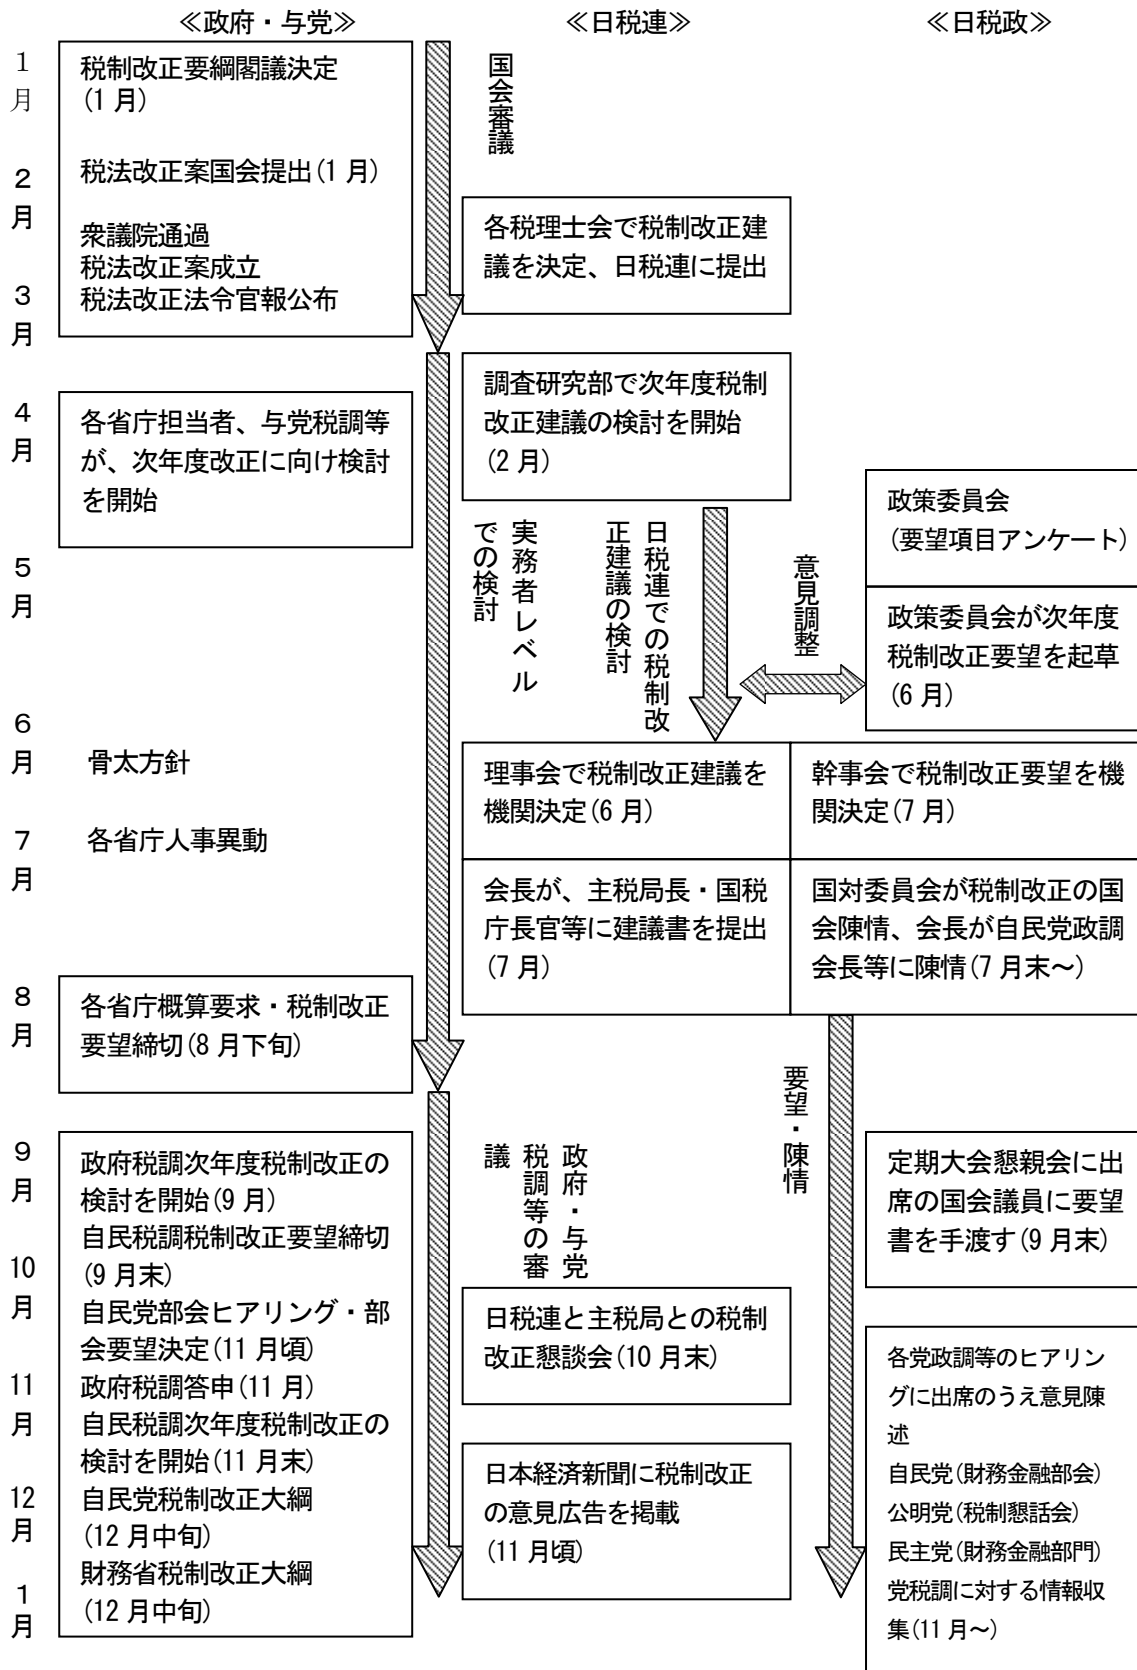 ≪政府・与党≫
≪日税連≫
≪日税政≫
1
月
2
月
3
月
4
月
5
月
6
月
7
月
8
月
9
月
10
月
11
月
12
月
1
月
税制改正要綱閣議決定
(1 月)
税法改正案国会提出(1 月)
衆議院通過
税法改正案成立
税法改正法令官報公布
各省庁担当者、与党税調等
が、次年度改正に向け検討
を開始
骨太方針
各省庁人事異動
各省庁概算要求・税制改正
要望締切(8 月下旬)
政府税調次年度税制改正の
検討を開始(9 月)
自民税調税制改正要望締切
(9 月末)
自民党部会ヒアリング・部
会要望決定(11 月頃)
政府税調答申(11 月)
自民税調次年度税制改正の
検討を開始(11 月末)
自民党税制改正大綱
(12 月中旬)
財務省税制改正大綱
(12 月中旬)
国会審議
各税理士会で税制改正建
議を決定、日税連に提出
調査研究部で次年度税制
改正建議の検討を開始
(2 月)
実務者レベル
での検討
日税連での税制改
正建議の検討
意見調整
理事会で税制改正建議を
機関決定(6 月)
会長が、主税局長・国税
庁長官等に建議書を提出
(7 月)
政府・与党
税調等の審
議
日税連と主税局との税制
改正懇談会(10 月末)
日本経済新聞に税制改正
の意見広告を掲載
(11 月頃)
政策委員会
(要望項目アンケート)
政策委員会が次年度
税制改正要望を起草
(6 月)
幹事会で税制改正要望を機
関決定(7 月)
国対委員会が税制改正の国
会陳情、会長が自民党政調
会長等に陳情(7 月末～)
要望・陳情
定期大会懇親会に出
席の国会議員に要望
書を手渡す(9 月末)
各党政調等のヒアリン
グに出席のうえ意見陳
述
自民党(財務金融部会)
公明党(税制懇話会)
民主党(財務金融部門)
党税調に対する情報収
集(11 月～)